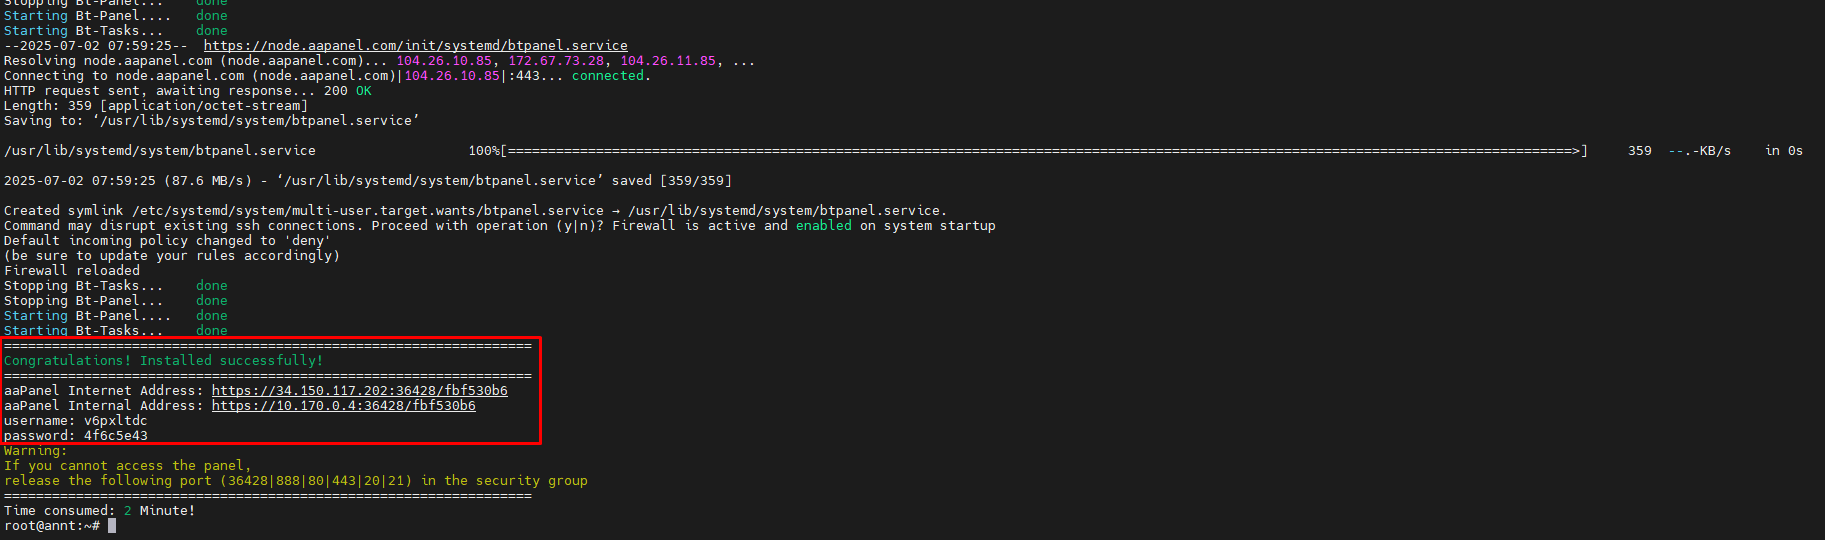 Stopping Bt-Panel...    done
Starting Bt-Panel....   done
Starting Bt-Tasks...    done
--2025-07-02 07:59:25--  https://node.aapanel.com/init/systemd/btpanel.service
Resolving node.aapanel.com (node.aapanel.com)... 104.26.10.85, 172.67.73.28, 104.26.11.85, ...
Connecting to node.aapanel.com (node.aapanel.com)|104.26.10.85|:443... connected.
HTTP request sent, awaiting response... 200 OK
Length: 359 [application/octet-stream]
Saving to: ‘/usr/lib/systemd/system/btpanel.service’
/usr/lib/systemd/system/btpanel.service 100%[=====================================================================================================================================>] 359 --.-KB/s in 0s
2025-07-02 07:59:25 (87.6 MB/s) - ‘/usr/lib/systemd/system/btpanel.service’ saved [359/359]
Created symlink /etc/systemd/system/multi-user.target.wants/btpanel.service → /usr/lib/systemd/system/btpanel.service.
Command may disrupt existing ssh connections. Proceed with operation (y|n)? Firewall is active and enabled on system startup
Default incoming policy changed to 'deny'
(be sure to update your rules accordingly)
Firewall reloaded
Stopping Bt-Tasks...    done
Stopping Bt-Panel...    done
Starting Bt-Panel....   done
Starting Bt-Tasks...    done
==================================================================
Congratulations! Installed successfully!
==================================================================
aaPanel Internet Address: https://34.150.117.202:36428/fbf530b6
aaPanel Internal Address: https://10.170.0.4:36428/fbf530b6
username: v6pxltdc
password: 4f6c5e43
Warning:
If you cannot access the panel,
release the following port (36428|888|80|443|20|21) in the security group
==================================================================
Time consumed: 2 Minute!
root@annt:~#